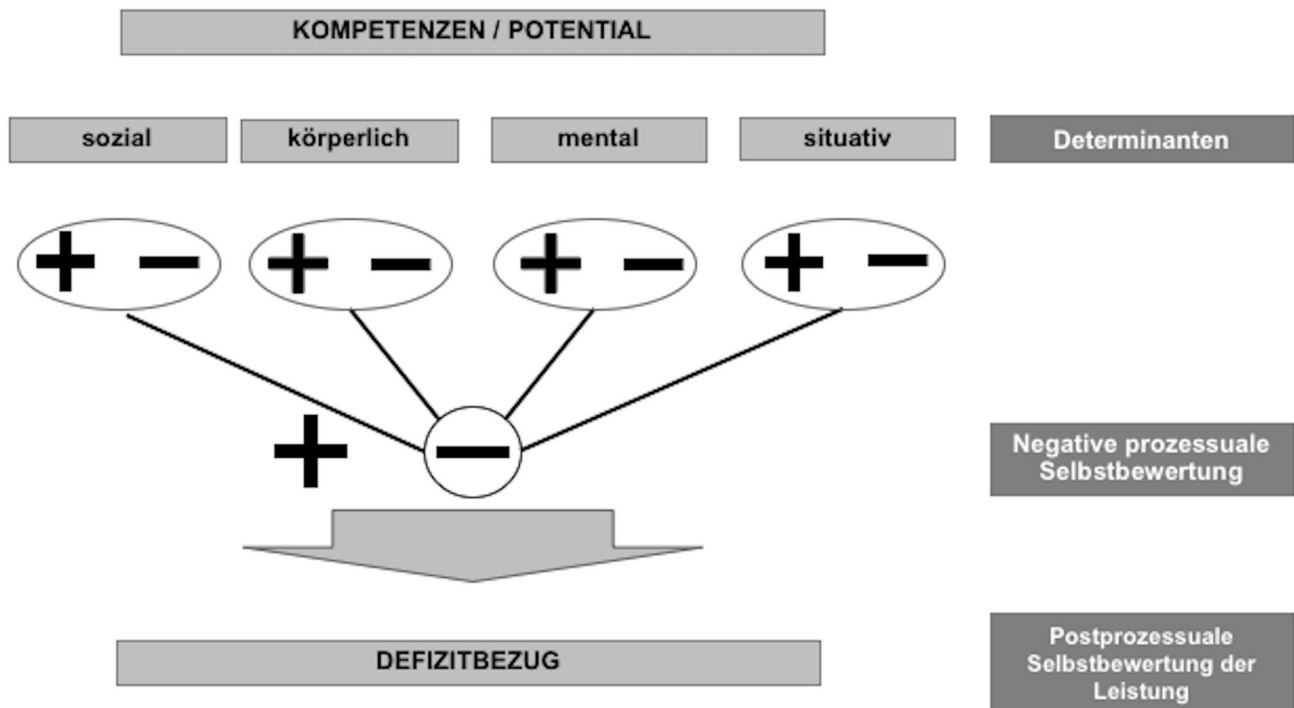 KOMPETENZEN / POTENTIAL
sozial
körperlich
mental
situativ
Determinanten
+ −
+ −
+ −
+ −
+ −
Negative prozessuale
Selbstbewertung
DEFIZITBEZUG
Postprozessuale
Selbstbewertung der
Leistung